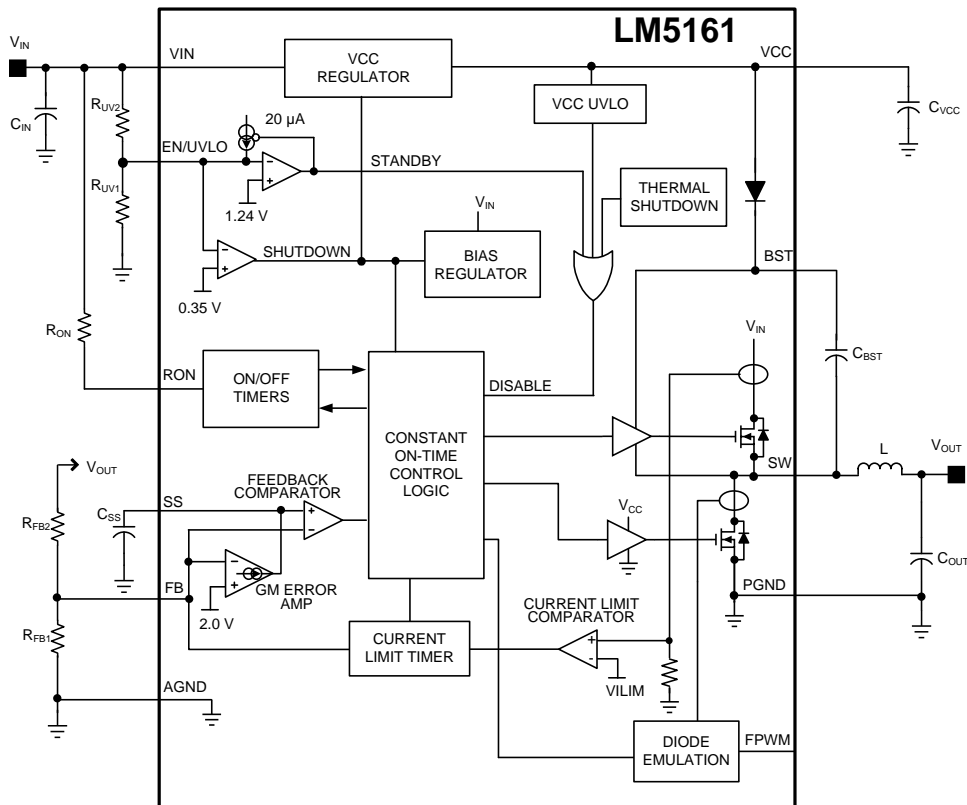 LM5161
VIN
VIN
VCC
VCC
REGULATOR
VCC UVLO
CVCC
CIN
RUV2
20 µA
EN/UVLO
STANDBY
THERMAL
SHUTDOWN
RUV1
1.24 V
VIN
SHUTDOWN
BIAS
REGULATOR
BST
0.35 V
RON
VIN
CBST
RON
ON/OFF
TIMERS
DISABLE
CONSTANT
ON-TIME
CONTROL
LOGIC
VOUT
SW
L
VOUT
FEEDBACK
COMPARATOR
SS
CSS
RFB2
VCC
COUT
GM ERROR
AMP
FB
2.0 V
PGND
CURRENT LIMIT
COMPARATOR
RFB1
CURRENT
LIMIT TIMER
+
-
VILIM
AGND
DIODE
EMULATION
FPWM